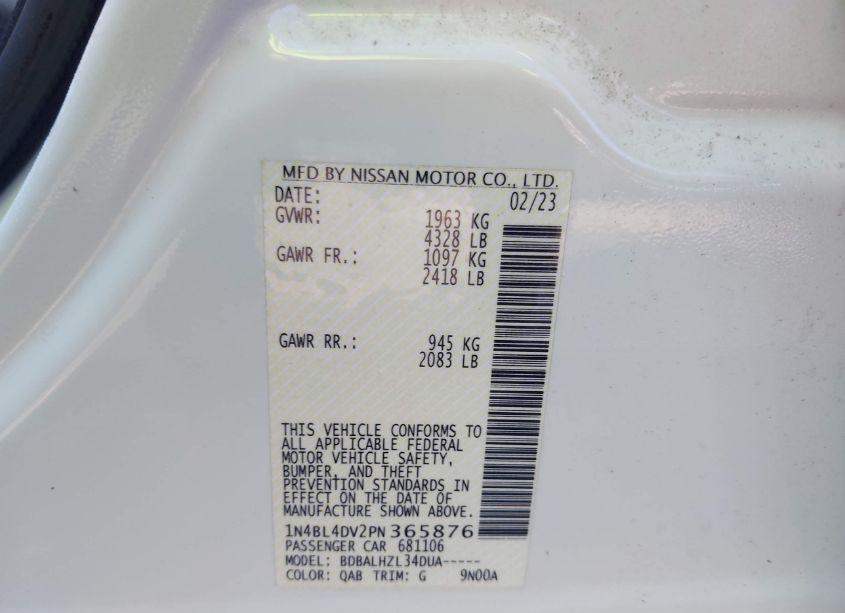 MFD BY NISSAN MOTOR CO., LTD.
DATE: 02/23
GVWR: 1963 KG
4328 LB
GAWR FR.: 1097 KG
2418 LB
GAWR RR.: 945 KG
2083 LB
THIS VEHICLE CONFORMS TO
ALL APPLICABLE FEDERAL
MOTOR VEHICLE SAFETY,
BUMPER, AND THEFT
PREVENTION STANDARDS IN
EFFECT ON THE DATE OF
MANUFACTURE SHOWN ABOVE.
1N4BL4DV2PN365876
PASSENGER CAR 681106
MODEL: BDBALHZL34DUA-----
COLOR: QAB TRIM: G 9N00A